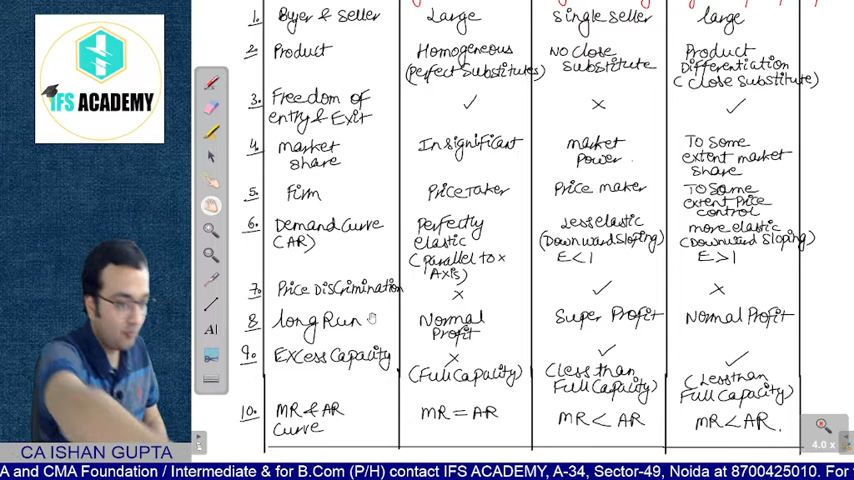 1. Byer & Seller Large single seller large
2. Product Homogeneous (Perfect Substitutes) NO Close Substitute Product Differentiation (Close Substitute)
3. Freedom of entry & Exit ✓ × ✓
4. market share Insignificant market Power. To Some extent market share
5. Firm Price taker Price maker To Some extent Price control
6. Demand Curve (AR) Perfectly elastic (Parallel to x Axis) Less elastic (Downward Sloping) E<1 more elastic (Downward Sloping) E>1
7. Price Discrimination × ✓ ×
8 long Run Normal Profit Super Profit Normal Profit
9. Excess Capacity × (Full Capacity) ✓ (less than Full Capacity) ✓ (Less than Full Capacity)
10. MR & AR Curve MR = AR MR < AR MR < AR.
IFS ACADEMY
CA ISHAN GUPTA
4.0 x
A and CMA Foundation / Intermediate & for B.Com (P/H) contact IFS ACADEMY, A-34, Sector-49, Noida at 8700425010. For